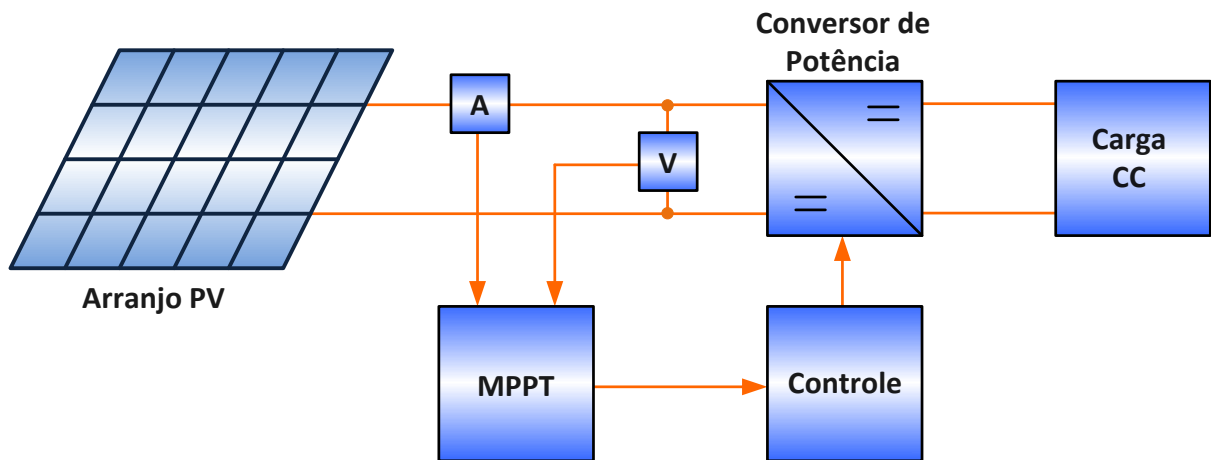 Conversor de
Potência
A
V
Carga
CC
Arranjo PV
MPPT
Controle